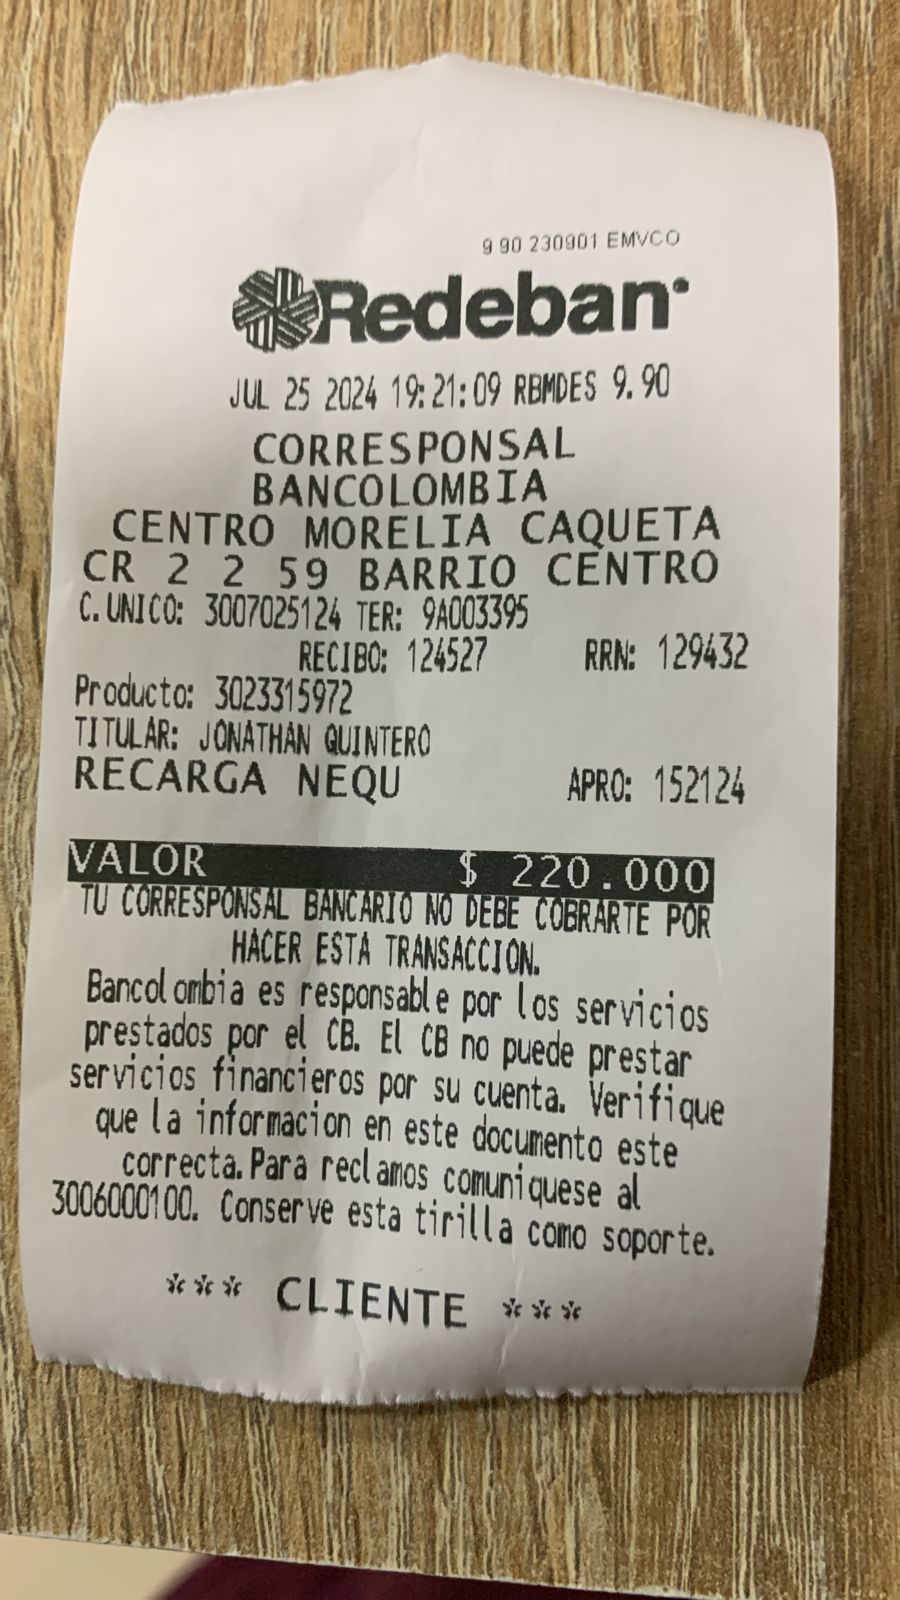 9 90 230901 EMVCO
Redeban
JUL 25 2024 19:21:09 RBMDES 9.90
CORRESPONSAL
BANCOLOMBIA
CENTRO MORELIA CAQUETA
CR 2 2 59 BARRIO CENTRO
C. UNICO: 3007025124 TER: 9A003395
RECIBO: 124527 RRN: 129432
Producto: 3023315972
TITULAR: JONATHAN QUINTERO
RECARGA NEQU APRO: 152124
VALOR $ 220.000
TU CORRESPONSAL BANCARIO NO DEBE COBRARTE POR
HACER ESTA TRANSACCION.
Bancolombia es responsable por los servicios
prestados por el CB. El CB no puede prestar
servicios financieros por su cuenta. Verifique
que la informacion en este documento este
correcta. Para reclamos comuniquese al
3006000100. Conserve esta tirilla como soporte.
*** CLIENTE ***